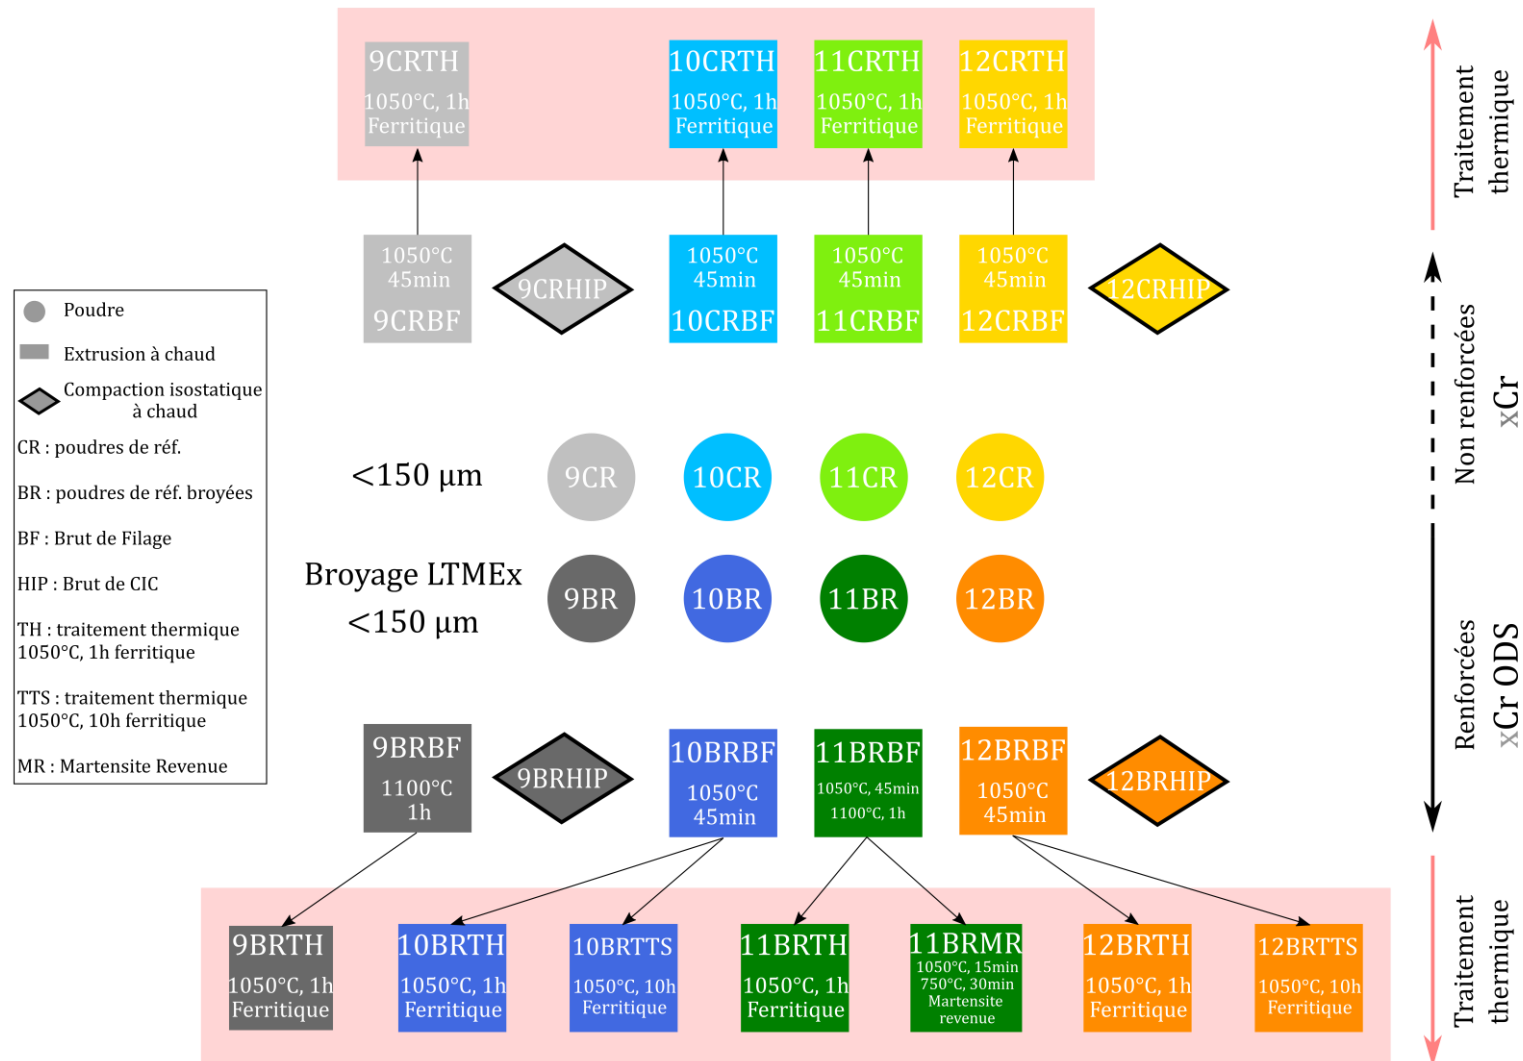 9CRTH
1050°C, 1h
Ferritique
10CRTH
1050°C, 1h
Ferritique
11CRTH
1050°C, 1h
Ferritique
12CRTH
1050°C, 1h
Ferritique
Traitement
thermique
1050°C
45min
9CRBF
9CRHIP
1050°C
45min
10CRBF
1050°C
45min
11CRBF
1050°C
45min
12CRBF
12CRHIP
Non renforcées
xCr
Poudre
Extrusion à chaud
Compaction isostatique
à chaud
CR : poudres de réf.
BR : poudres de réf. broyées
BF : Brut de Filage
HIP : Brut de CIC
TH : traitement thermique
1050°C, 1h ferritique
TTS : traitement thermique
1050°C, 10h ferritique
MR : Martensite Revenue
<150 μm
9CR
10CR
11CR
12CR
Broyage LTMEx
<150 μm
9BR
10BR
11BR
12BR
Renforcées
xCr ODS
9BRBF
1100°C
1h
9BRHIP
10BRBF
1050°C
45min
11BRBF
1050°C, 45min
1100°C, 1h
12BRBF
1050°C
45min
12BRHIP
9BRTH
1050°C, 1h
Ferritique
10BRTH
1050°C, 1h
Ferritique
10BRTTS
1050°C, 10h
Ferritique
11BRTH
1050°C, 1h
Ferritique
11BRMR
1050°C, 15min
750°C, 30min
Martensite
revenue
12BRTH
1050°C, 1h
Ferritique
12BRTTS
1050°C, 10h
Ferritique
Traitement
thermique